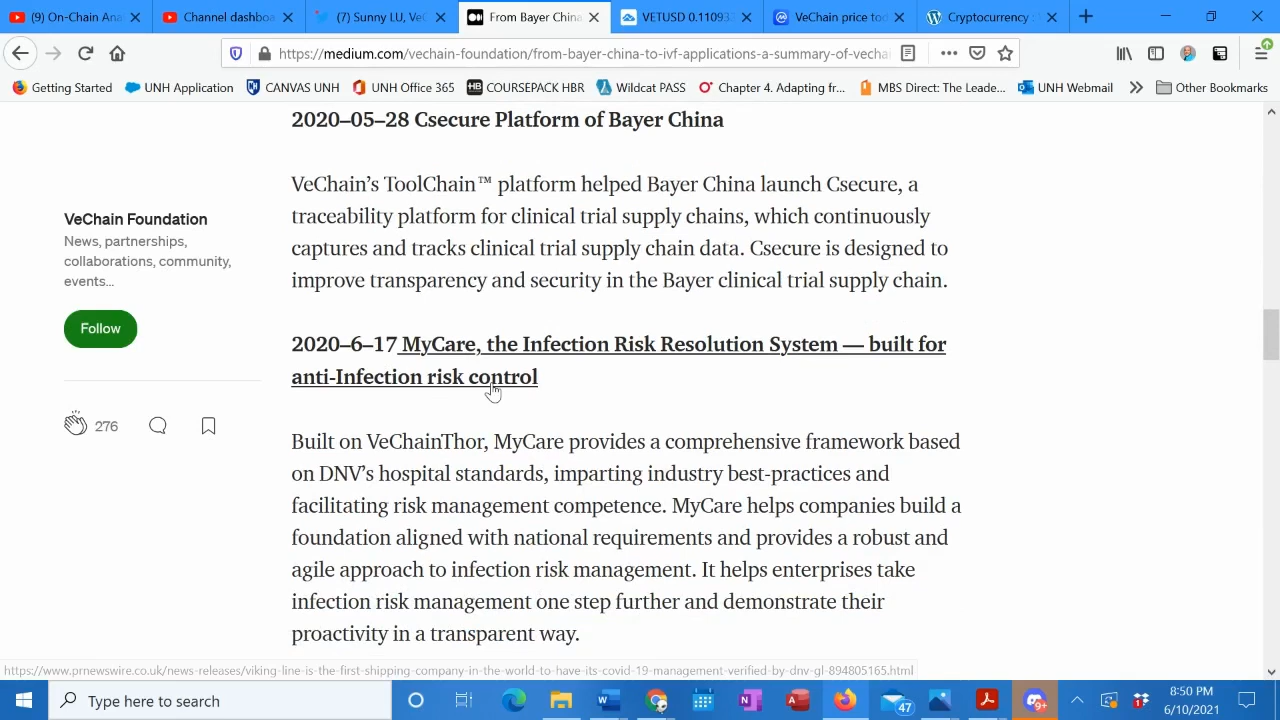 (9) On-Chain Ana
Channel dashboa
(7) Sunny LU, VeC
From Bayer China
VETUSD 0.11093
VeChain price tod
Cryptocurrency : V
https://medium.com/vechain-foundation/from-bayer-china-to-ivf-applications-a-summary-of-vecha
Getting Started
UNH Application
CANVAS UNH
UNH Office 365
HB COURSEPACK HBR
Wildcat PASS
Chapter 4. Adapting fr...
MBS Direct: The Leade...
UNH Webmail
Other Bookmarks
2020–05–28 Csecure Platform of Bayer China
VeChain’s ToolChain™ platform helped Bayer China launch Csecure, a
traceability platform for clinical trial supply chains, which continuously
captures and tracks clinical trial supply chain data. Csecure is designed to
improve transparency and security in the Bayer clinical trial supply chain.
VeChain Foundation
News, partnerships,
collaborations, community,
events...
Follow
276
2020–6–17 MyCare, the Infection Risk Resolution System — built for
anti-Infection risk control
Built on VeChainThor, MyCare provides a comprehensive framework based
on DNV’s hospital standards, imparting industry best-practices and
facilitating risk management competence. MyCare helps companies build a
foundation aligned with national requirements and provides a robust and
agile approach to infection risk management. It helps enterprises take
infection risk management one step further and demonstrate their
proactivity in a transparent way.
https://www.prnewswire.co.uk/news-releases/viking-line-is-the-first-shipping-company-in-the-world-to-have-its-covid-19-management-verified-by-dnv-gl-894805165.html
Type here to search
47
9+
8:50 PM
6/10/2021